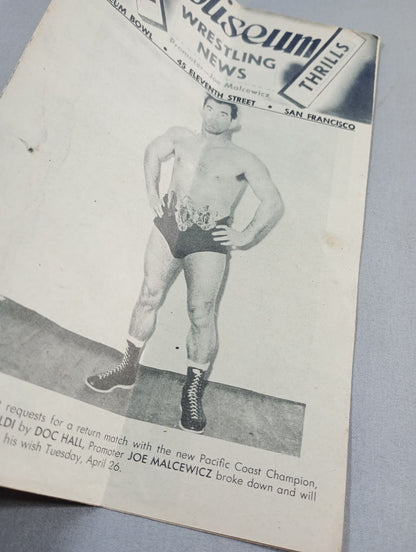 oliseum
WRESTLING
NEWS
THRILLS
Promoter Joe Malcewicz
UM BOWL • 45 ELEVENTH STREET • SAN FRANCISCO
requests for a return match with the new Pacific Coast Champion,
LDI by DOC HALL, Promoter JOE MALCEWICZ broke down and will
his wish Tuesday, April 26.